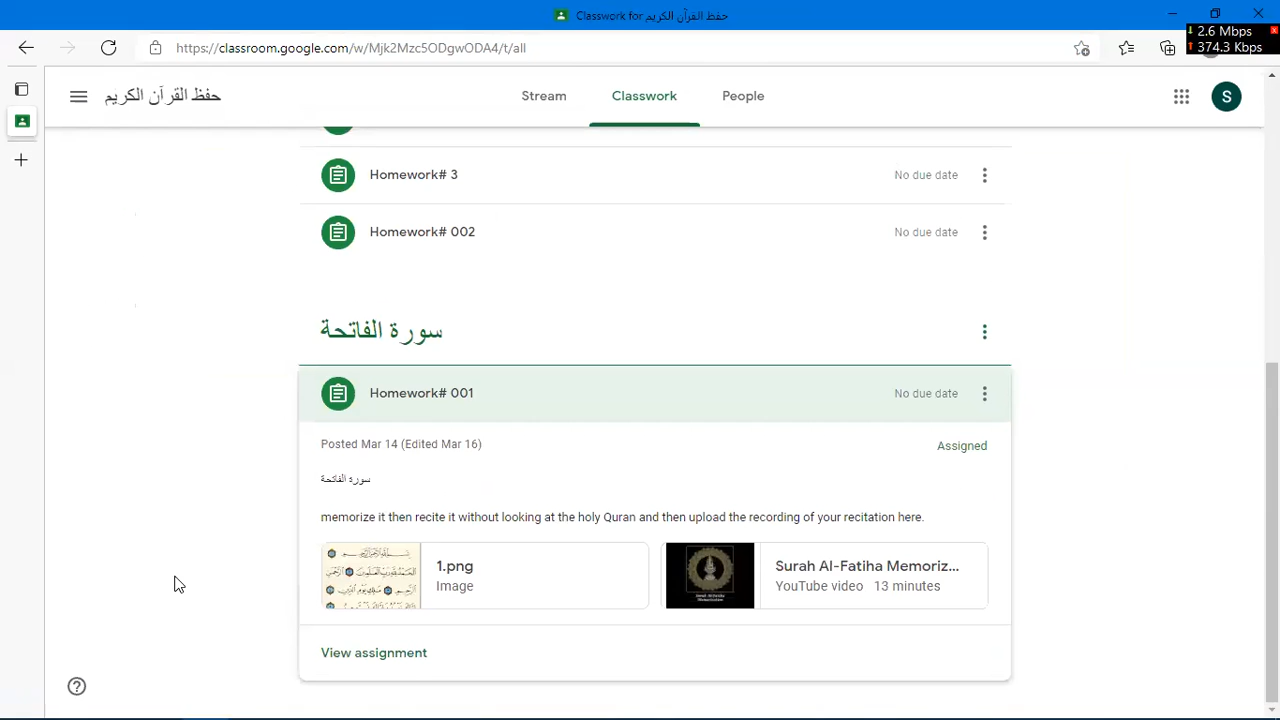 Classwork for حفظ القرآن الكريم
2.6 Mbps
374.3 Kbps
https://classroom.google.com/w/Mjk2Mzc5ODgwODA4/t/all
حفظ القرآن الكريم
Stream
Classwork
People
S
Homework# 3
No due date
Homework# 002
No due date
سورة الفاتحة
Homework# 001
No due date
Posted Mar 14 (Edited Mar 16)
Assigned
سورة الفاتحة
memorize it then recite it without looking at the holy Quran and then upload the recording of your recitation here.
1.png
Image
Surah Al-Fatiha Memoriz...
YouTube video 13 minutes
View assignment